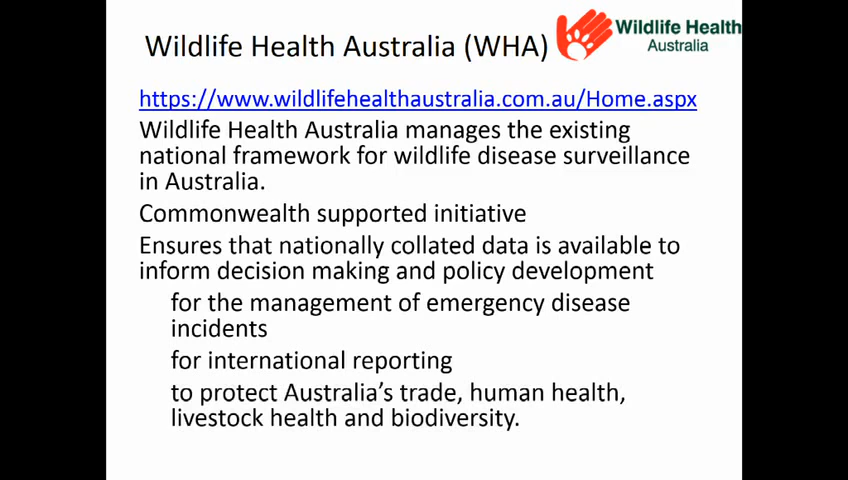 Wildlife Health Australia (WHA)
Wildlife Health
Australia
https://www.wildlifehealthaustralia.com.au/Home.aspx
Wildlife Health Australia manages the existing
national framework for wildlife disease surveillance
in Australia.
Commonwealth supported initiative
Ensures that nationally collated data is available to
inform decision making and policy development
for the management of emergency disease
incidents
for international reporting
to protect Australia's trade, human health,
livestock health and biodiversity.